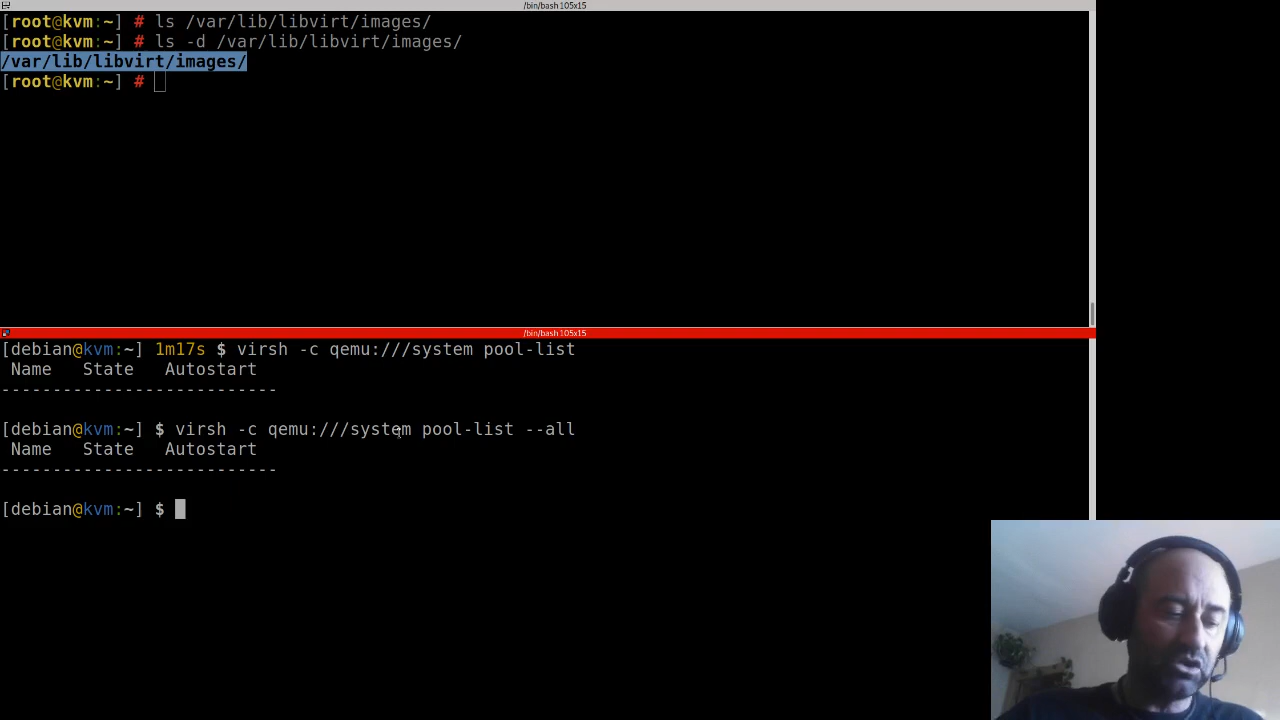 /bin/bash 105x15
[root@kvm:~] # ls /var/lib/libvirt/images/
[root@kvm:~] # ls -d /var/lib/libvirt/images/
/var/lib/libvirt/images/
[root@kvm:~] #
/bin/bash 105x15
[debian@kvm:~] 1m17s $ virsh -c qemu:///system pool-list
Name State Autostart
---------------------------
[debian@kvm:~] $ virsh -c qemu:///system pool-list --all
Name State Autostart
---------------------------
[debian@kvm:~] $